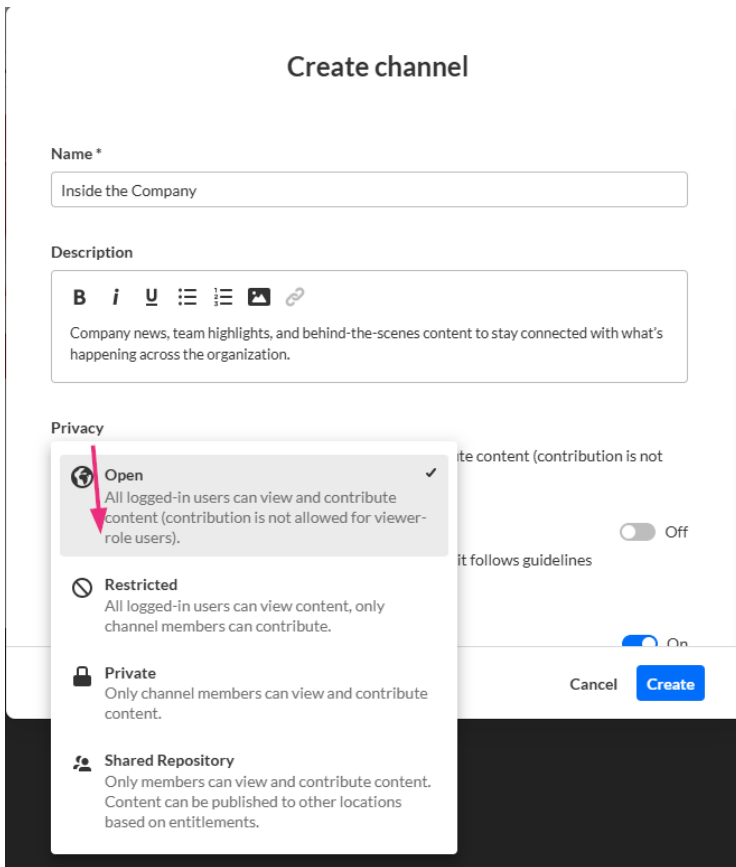 Create channel
Name *
Inside the Company
Description
B i U
Company news, team highlights, and behind-the-scenes content to stay connected with what's
happening across the organization.
Privacy
Open
All logged-in users can view and contribute
content (contribution is not allowed for viewer-
role users).
Restricted
All logged-in users can view content, only
channel members can contribute.
Private
Only channel members can view and contribute
content.
Shared Repository
Only members can view and contribute content.
Content can be published to other locations
based on entitlements.
content (contribution is not
Off
it follows guidelines
On
Cancel
Create